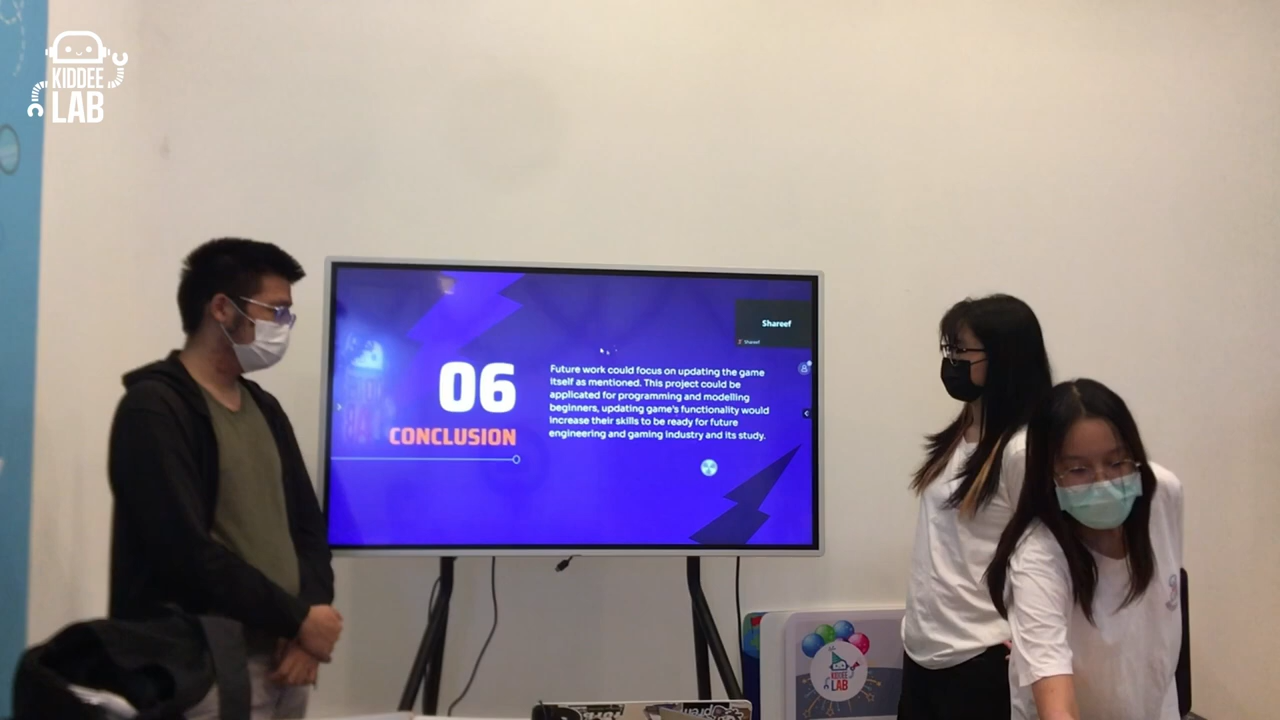 KIDDEE
LAB
Shareef
Shareef
06
CONCLUSION
Future work could focus on updating the game
itself as mentioned. This project could be
applicated for programming and modelling
beginners, updating game's functionality would
increase their skills to be ready for future
engineering and gaming industry and its study.
KIDDEE
LAB
3